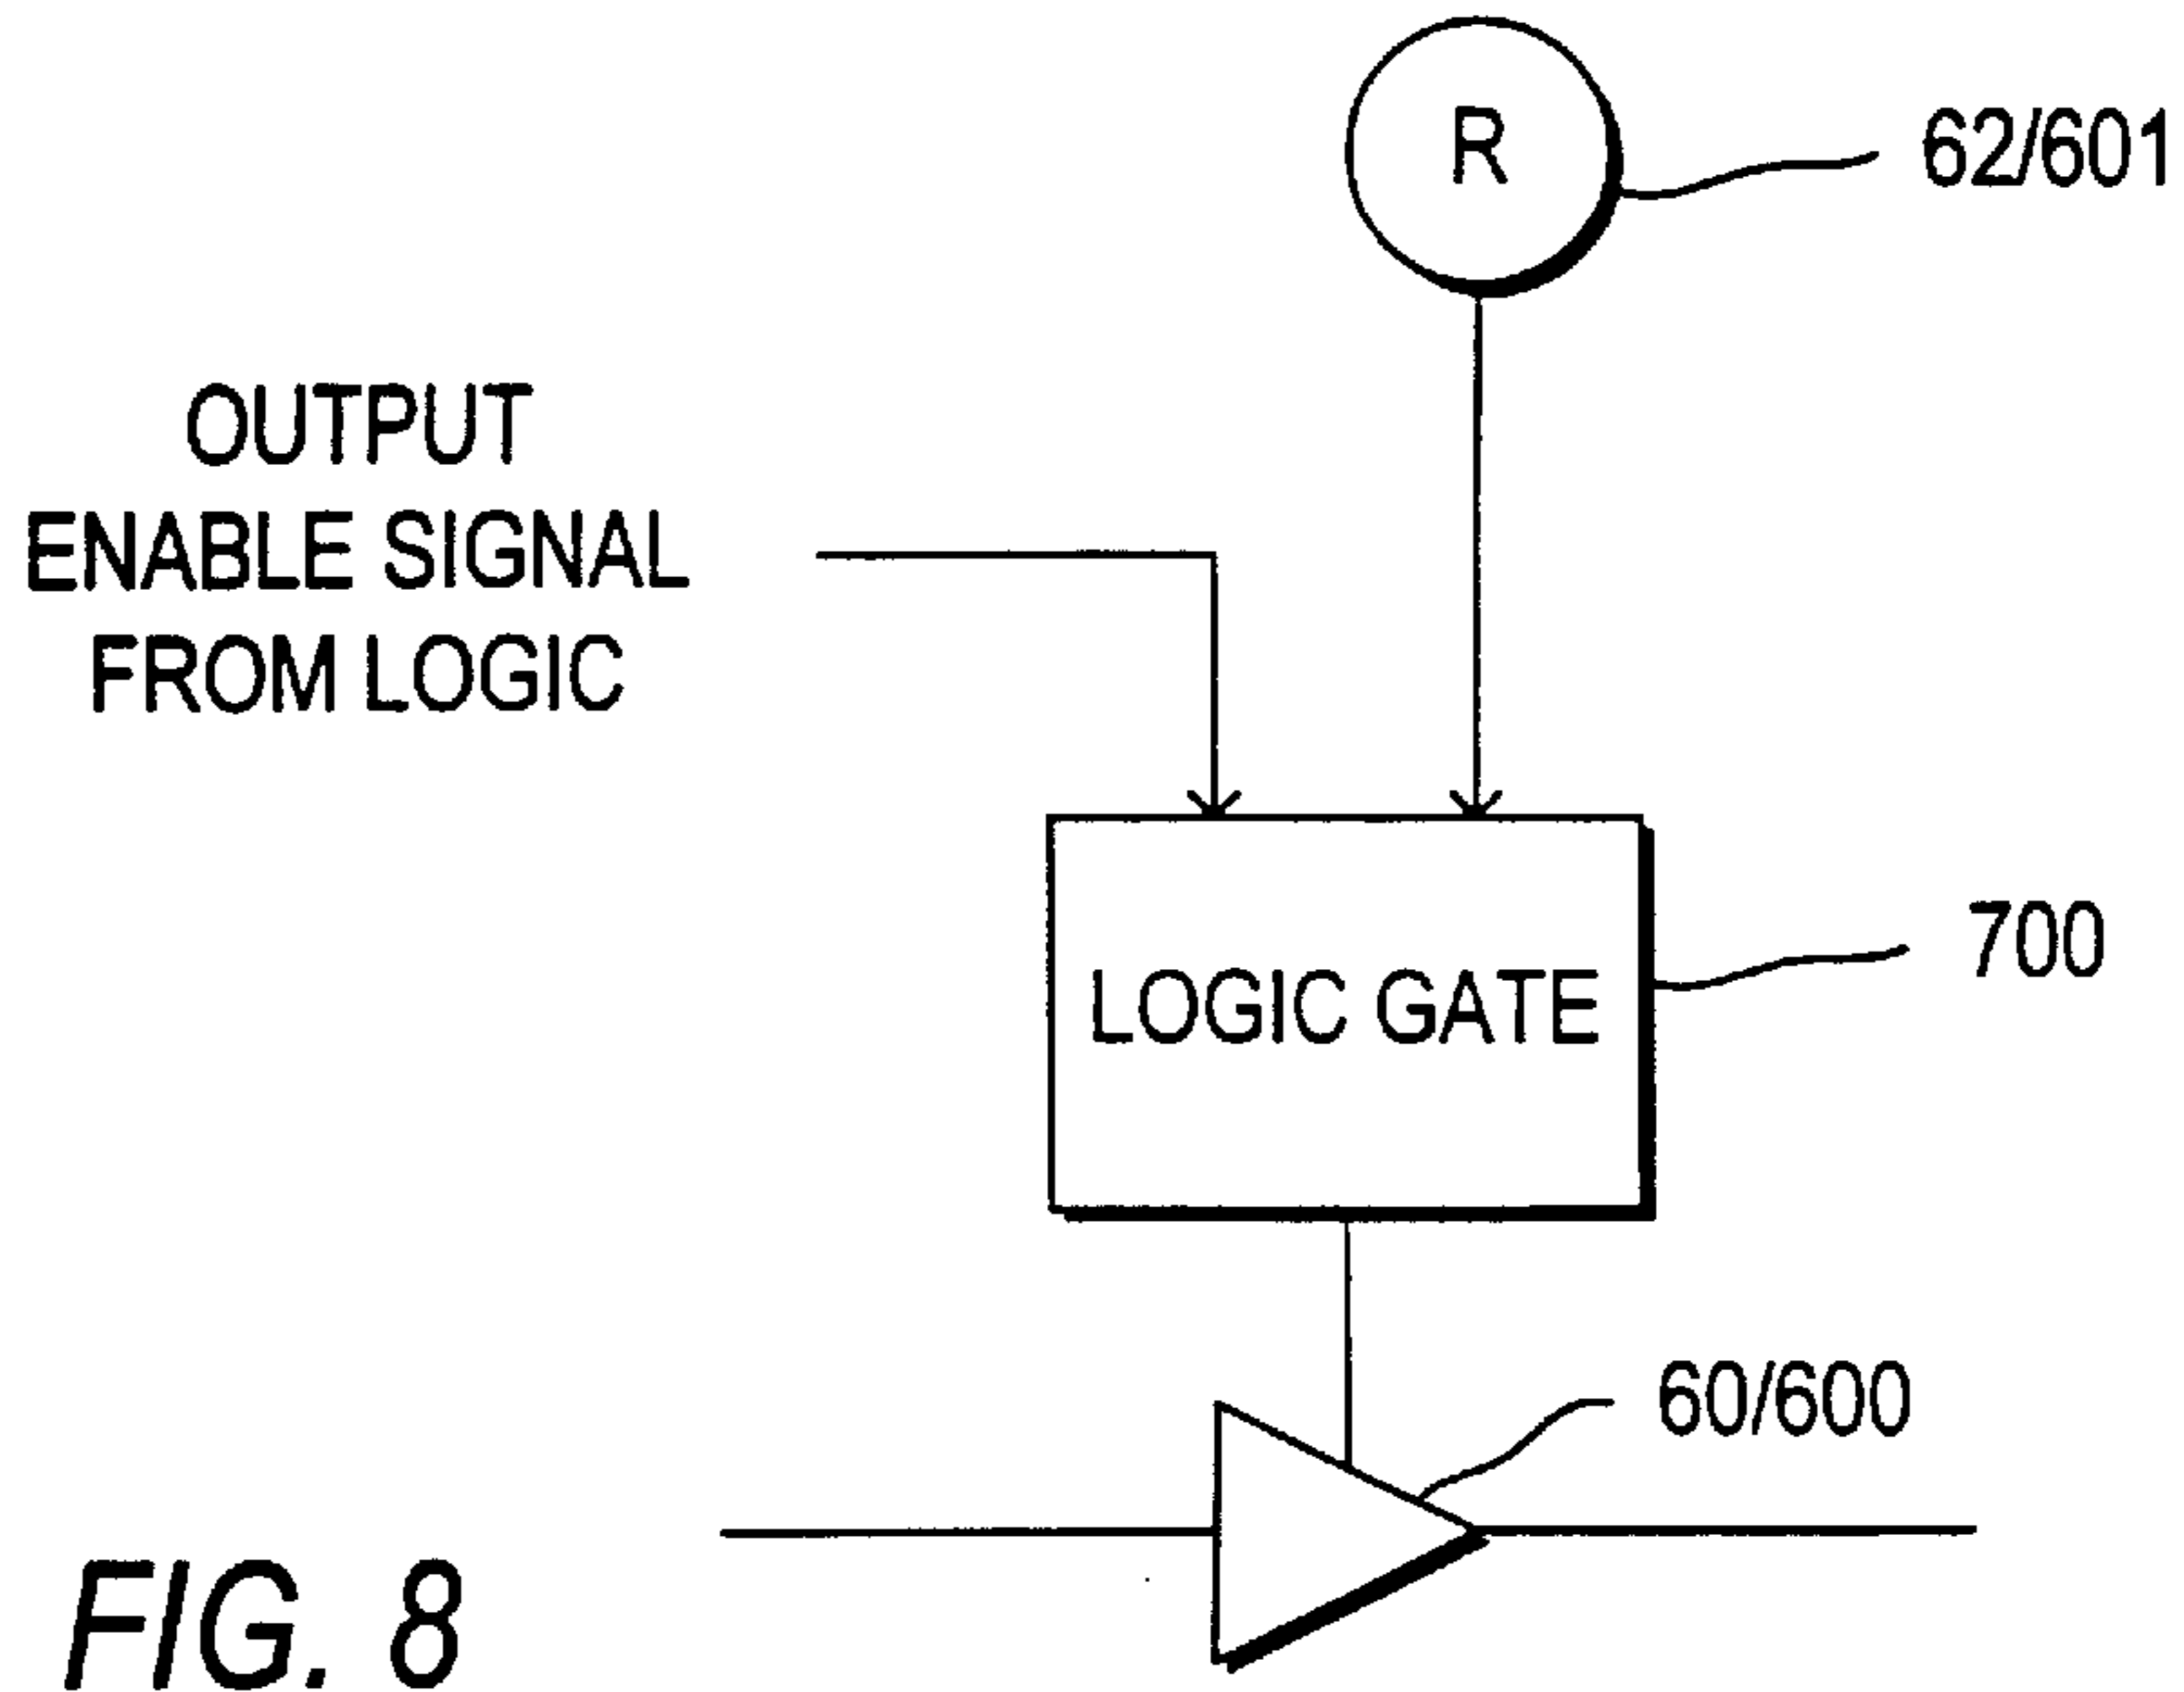 R
62/601
OUTPUT
ENABLE SIGNAL
FROM LOGIC
700
LOGIC GATE
60/600
FIG. 8